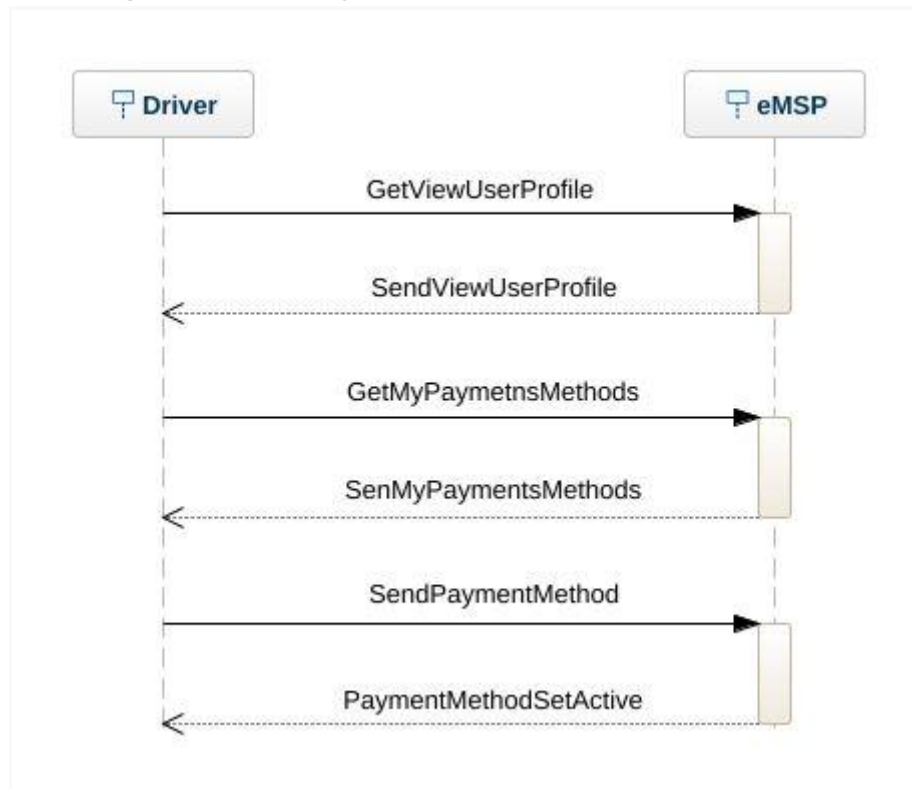 Driver
eMSP
GetViewUserProfile
SendViewUserProfile
GetMyPaymetnsMethods
SenMyPaymentsMethods
SendPaymentMethod
PaymentMethodSetActive